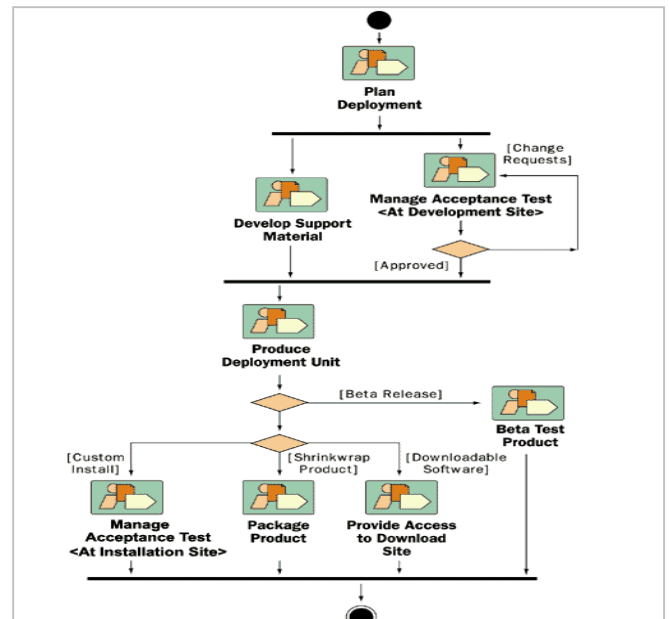 Plan
Deployment
[Change
Requests]
Manage Acceptance Test
<At Development Site>
Develop Support
Material
[Approved]
Produce
Deployment Unit
[Beta Release]
Beta Test
Product
[Custom
Install]
[Shrinkwrap
Product]
[Downloadable
Software]
Manage
Acceptance Test
<At Installation Site>
Package
Product
Provide Access
to Download
Site